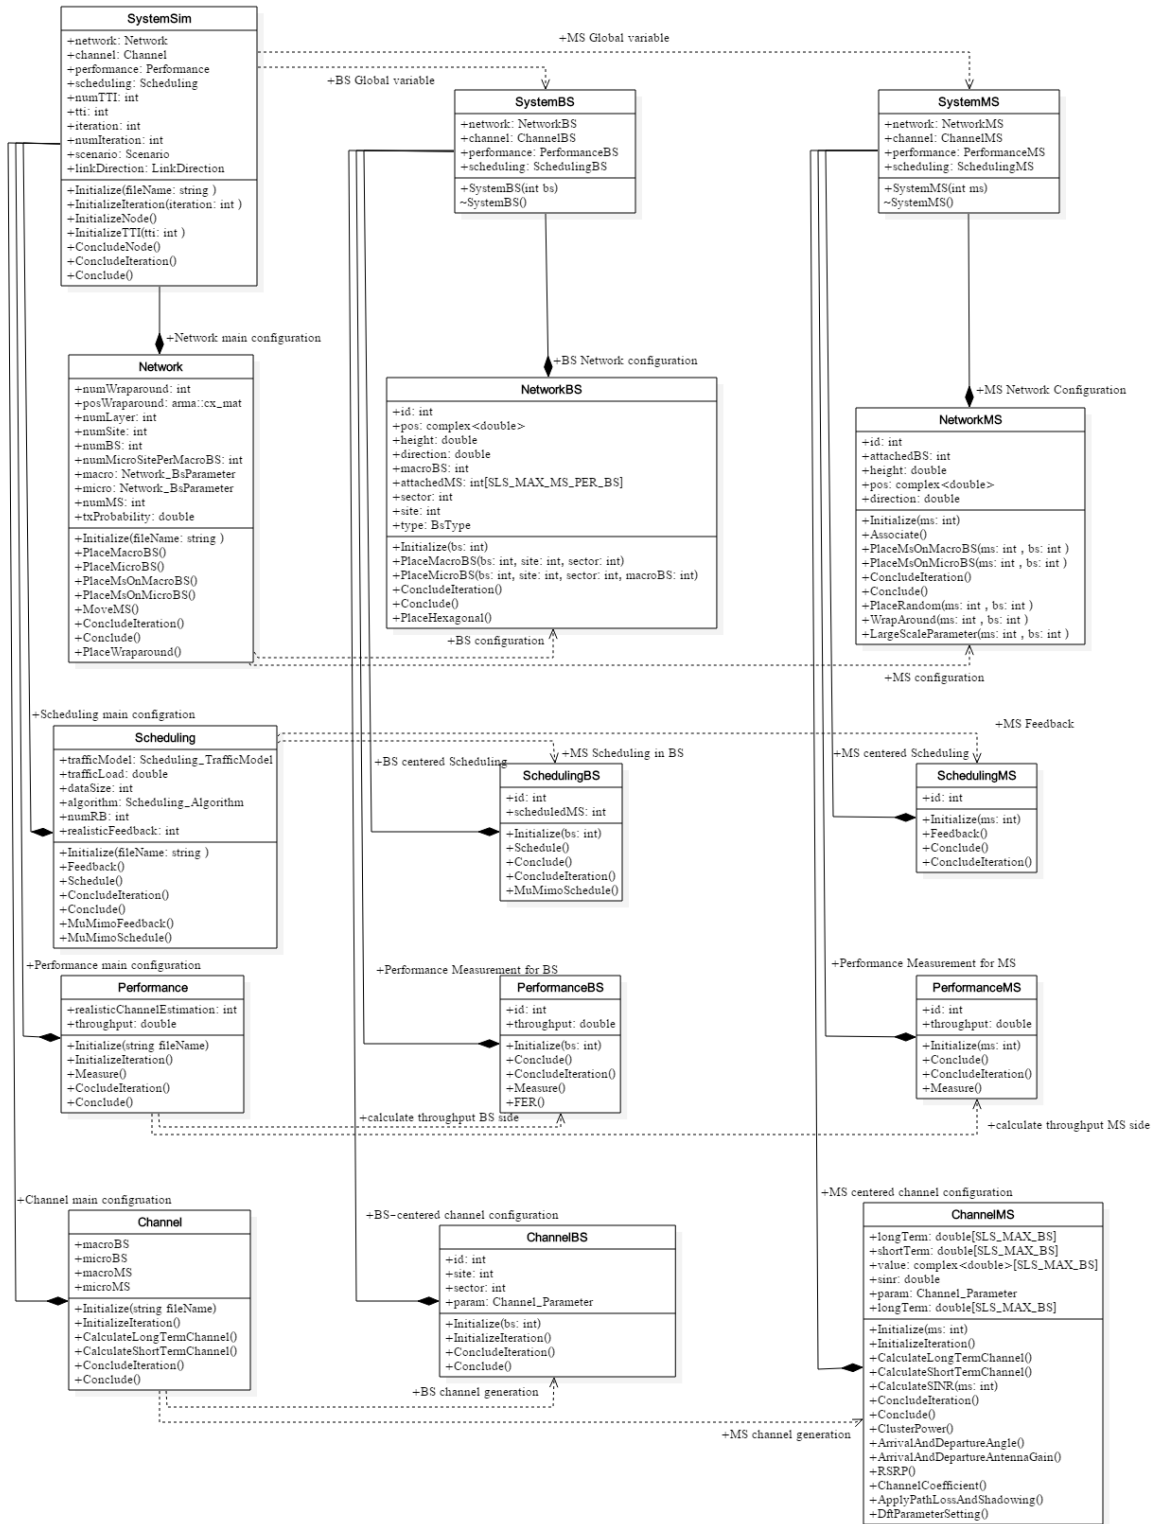 SystemSim
+network: Network
+channel: Channel
+performance: Performance
+scheduling: Scheduling
+numTTI: int
+tti: int
+iteration: int
+numIteration: int
+scenario: Scenario
+linkDirection: LinkDirection
+Initialize(fileName: string )
+InitializeIteration(iteration: int )
+InitializeNode()
+InitializeTTI(tti: int )
+ConcludeNode()
+ConcludeIteration()
+Conclude()
+MS Global variable
+BS Global variable
SystemBS
+network: NetworkBS
+channel: ChannelBS
+performance: PerformanceBS
+scheduling: SchedulingBS
+SystemBS(int bs)
~SystemBS()
SystemMS
+network: NetworkMS
+channel: ChannelMS
+performance: PerformanceMS
+scheduling: SchedulingMS
+SystemMS(int ms)
~SystemMS()
+Network main configuration
Network
+numWraparound: int
+posWraparound: arma::cx_mat
+numLayer: int
+numSite: int
+numBS: int
+numMicroSitePerMacroBS: int
+macro: Network_BsParameter
+micro: Network_BsParameter
+numMS: int
+txProbability: double
+Initialize(fileName: string )
+PlaceMacroBS()
+PlaceMicroBS()
+PlaceMsOnMacroBS()
+PlaceMsOnMicroBS()
+MoveMS()
+ConcludeIteration()
+Conclude()
+PlaceWraparound()
+BS Network configuration
NetworkBS
+id: int
+pos: complex<double>
+height: double
+direction: double
+macroBS: int
+attachedMS: int[SLS_MAX_MS_PER_BS]
+sector: int
+site: int
+type: BsType
+Initialize(bs: int)
+PlaceMacroBS(bs: int, site: int, sector: int)
+PlaceMicroBS(bs: int, site: int, sector: int, macroBS: int)
+ConcludeIteration()
+Conclude()
+PlaceHexagonal()
+MS Network Configuration
NetworkMS
+id: int
+attachedBS: int
+height: double
+pos: complex<double>
+direction: double
+Initialize(ms: int)
+Associate()
+PlaceMsOnMacroBS(ms: int , bs: int )
+PlaceMsOnMicroBS(ms: int , bs: int )
+ConcludeIteration()
+Conclude()
+PlaceRandom(ms: int , bs: int )
+WrapAround(ms: int , bs: int )
+LargeScaleParameter(ms: int , bs: int )
+BS configuration
+MS configuration
+Scheduling main configration
Scheduling
+trafficModel: Scheduling_TrafficModel
+trafficLoad: double
+dataSize: int
+algorithm: Scheduling_Algorithm
+numRB: int
+realisticFeedback: int
+Initialize(fileName: string )
+Feedback()
+Schedule()
+ConcludeIteration()
+Conclude()
+MuMimoFeedback()
+MuMimoSchedule()
+MS Feedback
+MS Scheduling in BS
+BS centered Scheduling
SchedulingBS
+id: int
+scheduledMS: int
+Initialize(bs: int)
+Schedule()
+Conclude()
+ConcludeIteration()
+MuMimoSchedule()
+MS centered Scheduling
SchedulingMS
+id: int
+Initialize(ms: int)
+Feedback()
+Conclude()
+ConcludeIteration()
+Performance main configuration
Performance
+realisticChannelEstimation: int
+throughput: double
+Initialize(string fileName)
+InitializeIteration()
+Measure()
+CocludeIteration()
+Conclude()
+Performance Measurement for BS
PerformanceBS
+id: int
+throughput: double
+Initialize(bs: int)
+Conclude()
+ConcludeIteration()
+Measure()
+FER()
+Performance Measurement for MS
PerformanceMS
+id: int
+throughput: double
+Initialize(ms: int)
+Conclude()
+ConcludeIteration()
+Measure()
+calculate throughput BS side
+calculate throughput MS side
+Channel main configruation
Channel
+macroBS
+microBS
+macroMS
+microMS
+Initialize(string fileName)
+InitializeIteration()
+CalculateLongTermChannel()
+CalculateShortTermChannel()
+ConcludeIteration()
+Conclude()
+BS-centered channel configuration
ChannelBS
+id: int
+site: int
+sector: int
+param: Channel_Parameter
+Initialize(bs: int)
+InitializeIteration()
+ConcludeIteration()
+Conclude()
+MS centered channel configuration
ChannelMS
+longTerm: double[SLS_MAX_BS]
+shortTerm: double[SLS_MAX_BS]
+value: complex<double>[SLS_MAX_BS]
+sinr: double
+param: Channel_Parameter
+longTerm: double[SLS_MAX_BS]
+Initialize(ms: int)
+InitializeIteration()
+CalculateLongTermChannel()
+CalculateShortTermChannel()
+CalculateSINR(ms: int)
+ConcludeIteration()
+Conclude()
+ClusterPower()
+ArrivalAndDepartureAngle()
+ArrivalAndDepartureAntennaGain()
+RSRP()
+ChannelCoefficient()
+ApplyPathLossAndShadowing()
+DftParameterSetting()
+BS channel generation
+MS channel generation